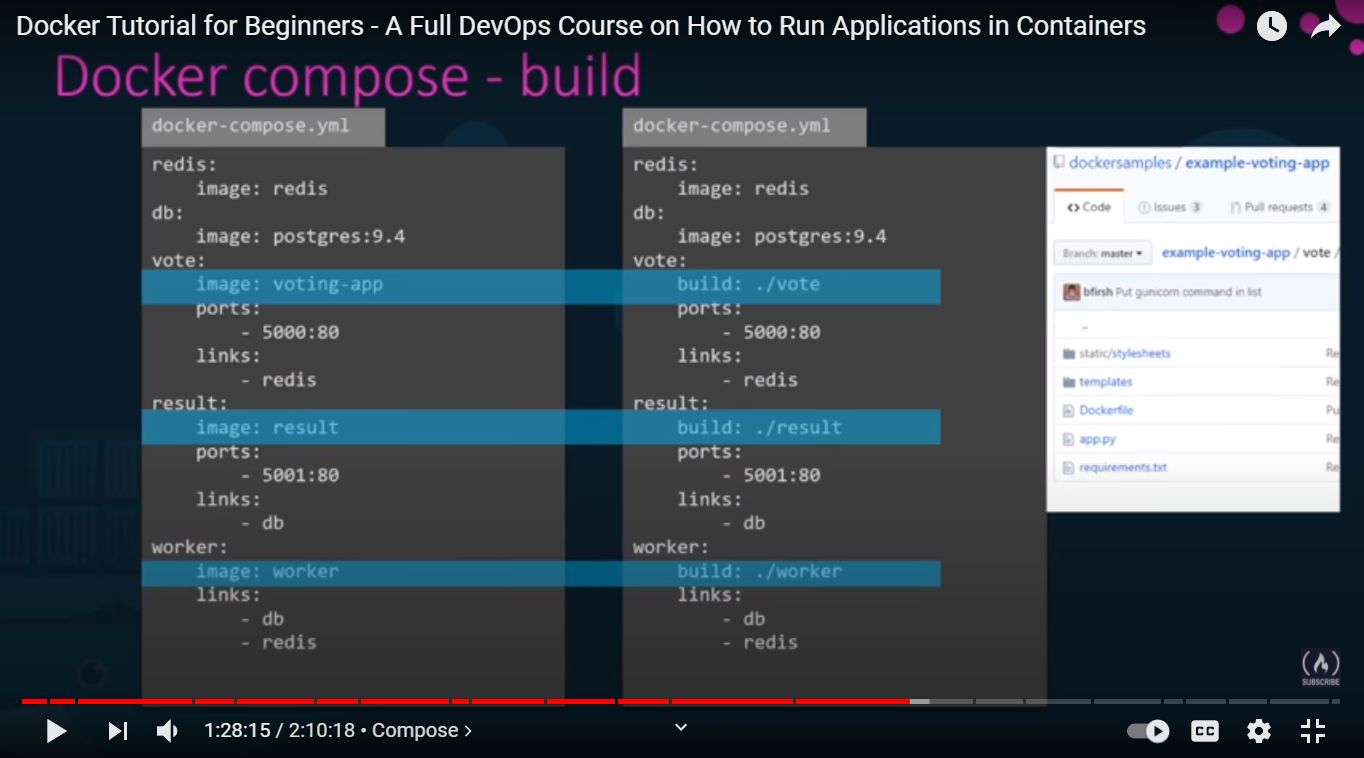 Docker Tutorial for Beginners - A Full DevOps Course on How to Run Applications in Containers
Docker compose - build
docker-compose.yml
redis:
image: redis
db:
image: postgres:9.4
vote:
image: voting-app
ports:
- 5000:80
links:
- redis
result:
image: result
ports:
- 5001:80
links:
- db
worker:
image: worker
links:
- db
- redis
docker-compose.yml
redis:
image: redis
db:
image: postgres:9.4
vote:
build: ./vote
ports:
- 5000:80
links:
- redis
result:
build: ./result
ports:
- 5001:80
links:
- db
worker:
build: ./worker
links:
- db
- redis
dockersamples / example-voting-app
<> Code Issues 3 Pull requests 4
Branch: master example-voting-app / vote /
bfirsh Put gunicorn command in list
..
static/stylesheets Re
templates Re
Dockerfile Pu
app.py Re
requirements.txt Re
SUBSCRIBE
1:28:15 / 2:10:18 • Compose >
CC